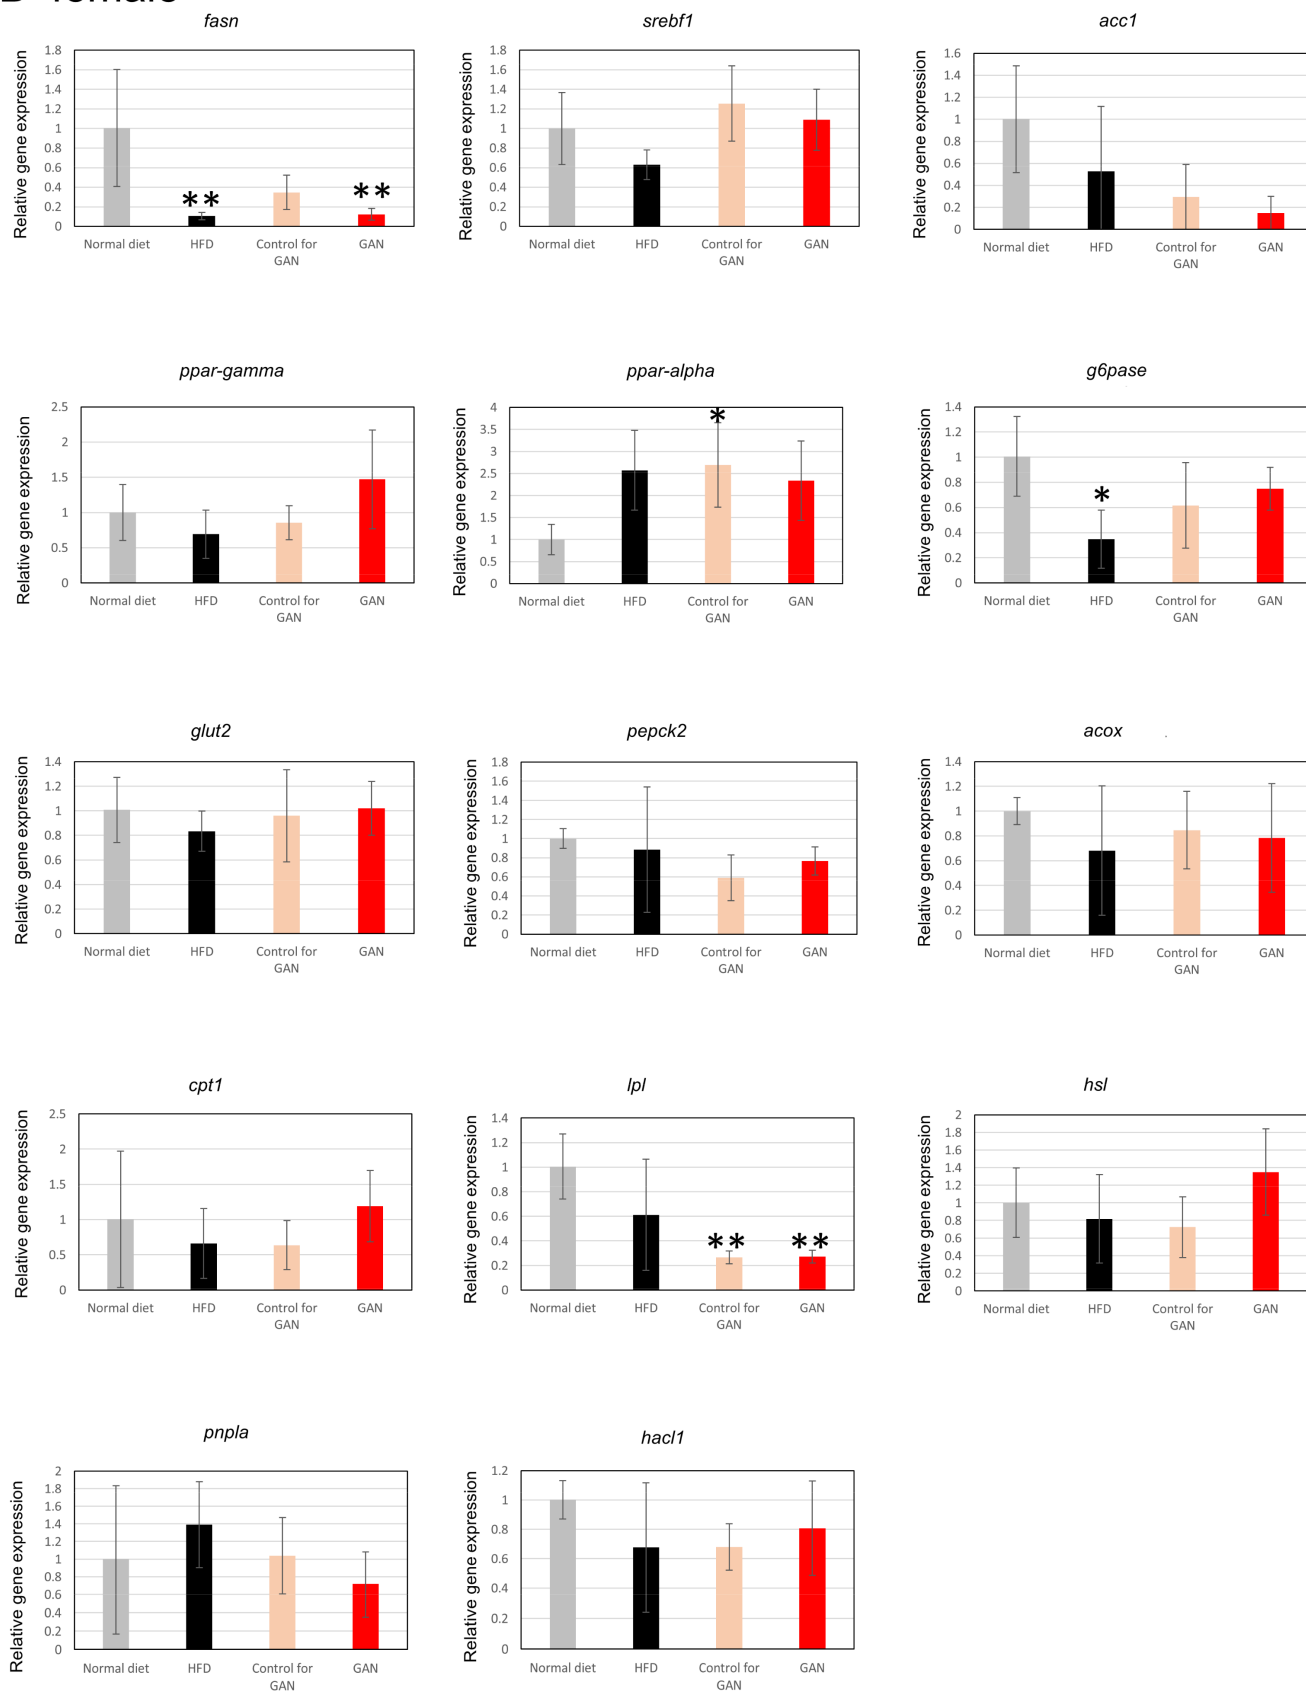 female
fasn
Relative gene expression
1.8
1.6
1.4
1.2
1
0.8
0.6
0.4
0.2
0
**
**
Normal diet
HFD
Control for
GAN
GAN
srebf1
Relative gene expression
1.8
1.6
1.4
1.2
1
0.8
0.6
0.4
0.2
0
Normal diet
HFD
Control for
GAN
GAN
acc1
Relative gene expression
1.6
1.4
1.2
1
0.8
0.6
0.4
0.2
0
Normal diet
HFD
Control for
GAN
GAN
ppar-gamma
Relative gene expression
2.5
2
1.5
1
0.5
0
Normal diet
HFD
Control for
GAN
GAN
ppar-alpha
Relative gene expression
4
3.5
3
2.5
2
1.5
1
0.5
0
*
Normal diet
HFD
Control for
GAN
GAN
g6pase
Relative gene expression
1.4
1.2
1
0.8
0.6
0.4
0.2
0
*
Normal diet
HFD
Control for
GAN
GAN
glut2
Relative gene expression
1.4
1.2
1
0.8
0.6
0.4
0.2
0
Normal diet
HFD
Control for
GAN
GAN
pepck2
Relative gene expression
1.8
1.6
1.4
1.2
1
0.8
0.6
0.4
0.2
0
Normal diet
HFD
Control for
GAN
GAN
acox
Relative gene expression
1.4
1.2
1
0.8
0.6
0.4
0.2
0
Normal diet
HFD
Control for
GAN
GAN
cpt1
Relative gene expression
2.5
2
1.5
1
0.5
0
Normal diet
HFD
Control for
GAN
GAN
lpl
Relative gene expression
1.4
1.2
1
0.8
0.6
0.4
0.2
0
**
**
Normal diet
HFD
Control for
GAN
GAN
hsl
Relative gene expression
2
1.8
1.6
1.4
1.2
1
0.8
0.6
0.4
0.2
0
Normal diet
HFD
Control for
GAN
GAN
pnpla
Relative gene expression
2
1.8
1.6
1.4
1.2
1
0.8
0.6
0.4
0.2
0
Normal diet
HFD
Control for
GAN
GAN
hacl1
Relative gene expression
1.2
1
0.8
0.6
0.4
0.2
0
Normal diet
HFD
Control for
GAN
GAN